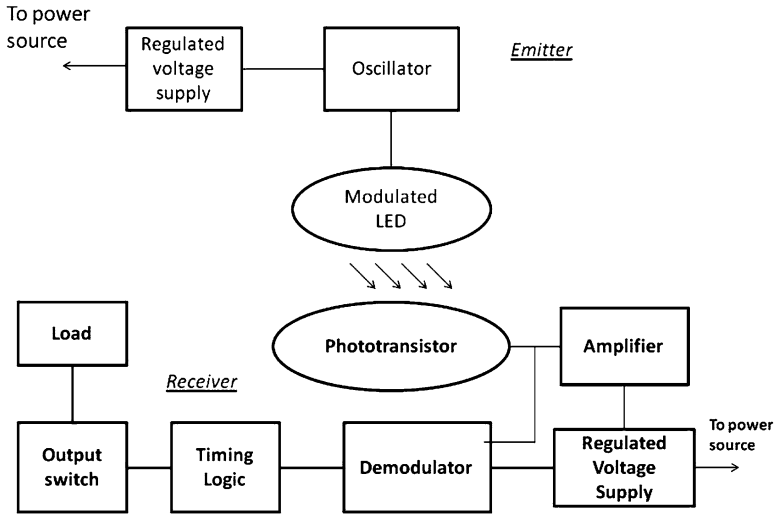 To power
source
Regulated
voltage
supply
Oscillator
Emitter
Modulated
LED
Load
Phototransistor
Amplifier
Receiver
Output
switch
Timing
Logic
Demodulator
Regulated
Voltage
Supply
To power
source